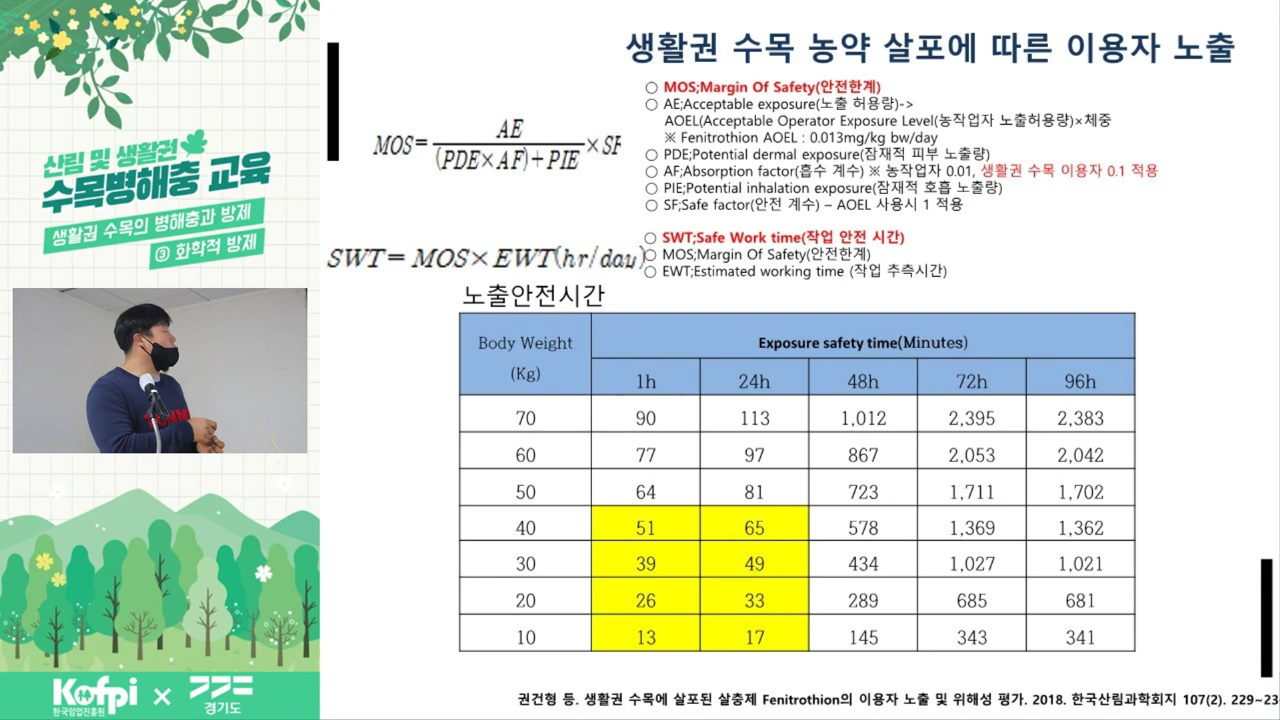 산림 및 생활권
수목병해충 교육
생활권 수목의 병해충과 방제
③ 화학적 방제
Kofpi
한국임업진흥원
×
경기도
생활권 수목 농약 살포에 따른 이용자 노출
MOS = AE / (PDE×AF)+PIE × SF
○ MOS;Margin Of Safety(안전한계)
○ AE;Acceptable exposure(노출 허용량)->
AOEL(Acceptable Operator Exposure Level(농작업자 노출허용량)×체중
※ Fenitrothion AOEL : 0.013mg/kg bw/day
○ PDE;Potential dermal exposure(잠재적 피부 노출량)
○ AF;Absorption factor(흡수 계수) ※ 농작업자 0.01, 생활권 수목 이용자 0.1 적용
○ PIE;Potential inhalation exposure(잠재적 호흡 노출량)
○ SF;Safe factor(안전 계수) – AOEL 사용시 1 적용
SWT = MOS×EWT(hr/day)
○ SWT;Safe Work time(작업 안전 시간)
○ MOS;Margin Of Safety(안전한계)
○ EWT;Estimated working time (작업 추측시간)
노출안전시간
Body Weight (Kg) Exposure safety time(Minutes)
1h 24h 48h 72h 96h
70 90 113 1,012 2,395 2,383
60 77 97 867 2,053 2,042
50 64 81 723 1,711 1,702
40 51 65 578 1,369 1,362
30 39 49 434 1,027 1,021
20 26 33 289 685 681
10 13 17 145 343 341
권건형 등. 생활권 수목에 살포된 살충제 Fenitrothion의 이용자 노출 및 위해성 평가. 2018. 한국산림과학회지 107(2). 229~23